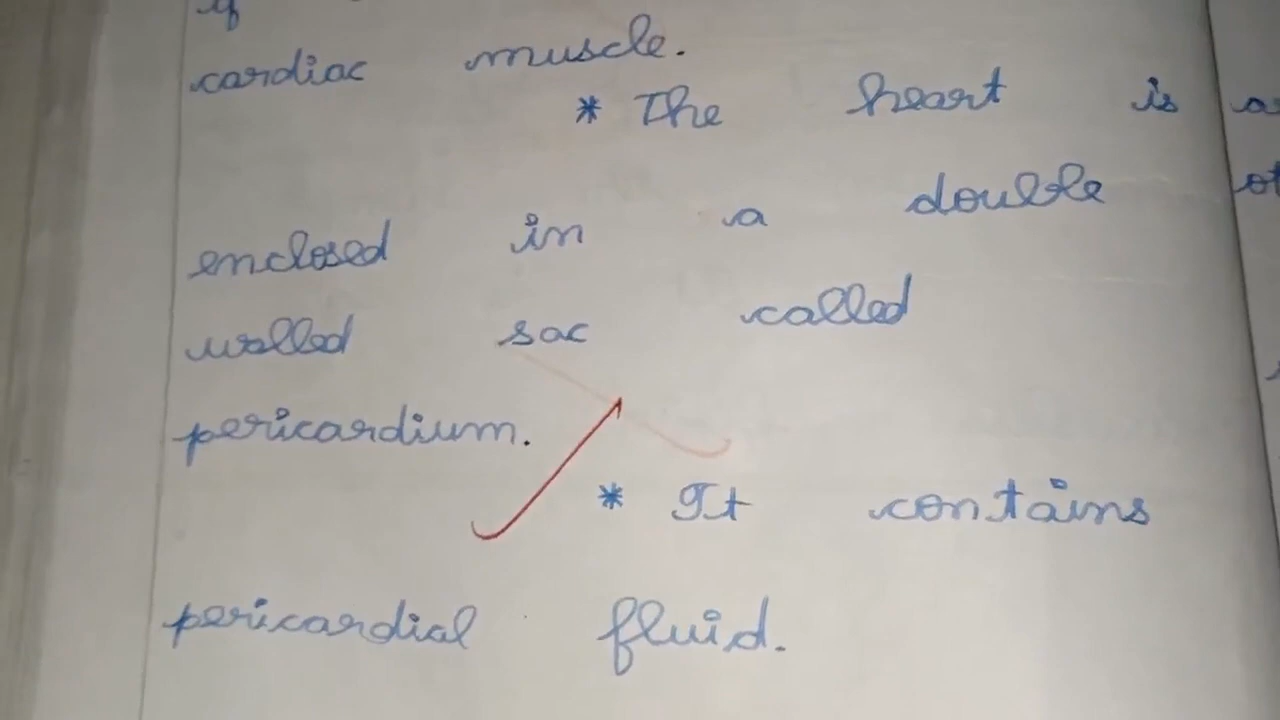 cardiac muscle.
* The heart is
enclosed in a double
walled sac called
pericardium.
* It contains
pericardial fluid.